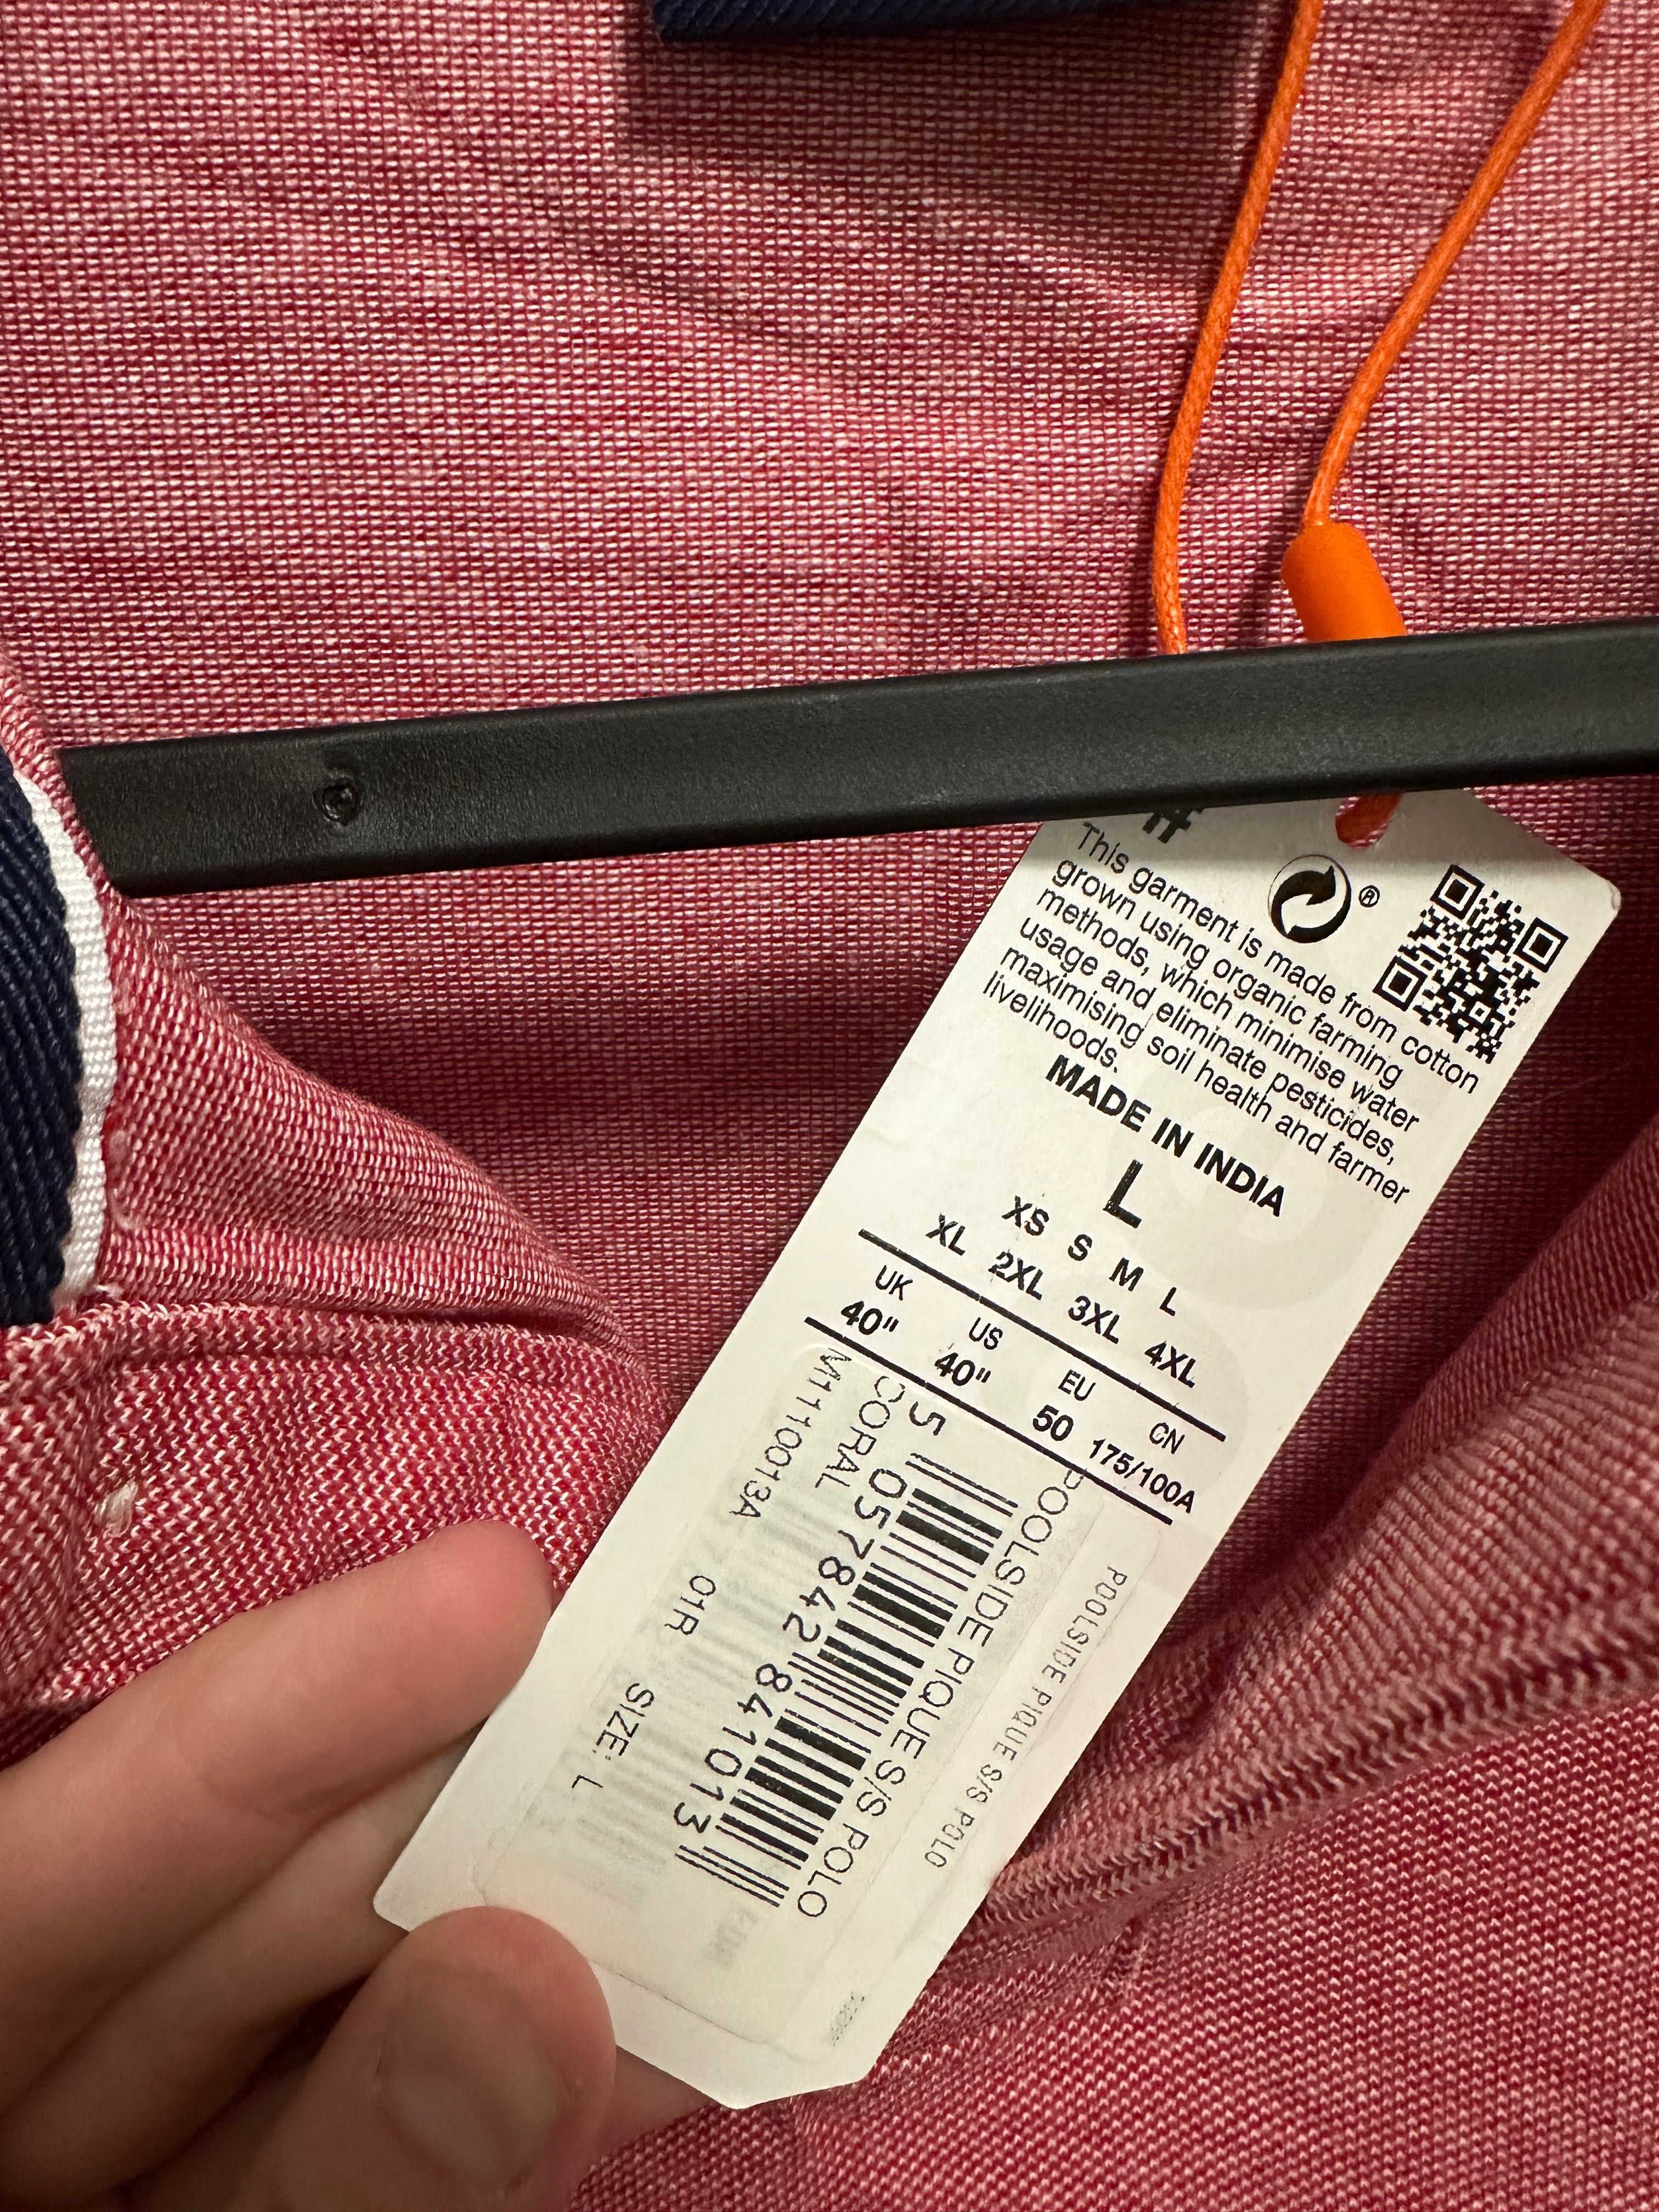 ®
This garment is made from cotton
grown using organic farming
methods, which minimise water
usage and eliminate pesticides,
maximising soil health and farmer
livelihoods.
MADE IN INDIA
L
XS S M L
XL 2XL 3XL 4XL
UK US EU CN
40" 40" 50 175/100A
POOLSIDE PIQUE S/S POLO
POOLSIDE PIQUE S/S POLO
5 057842 841013
CORAL
M1110013A 01R SIZE: L